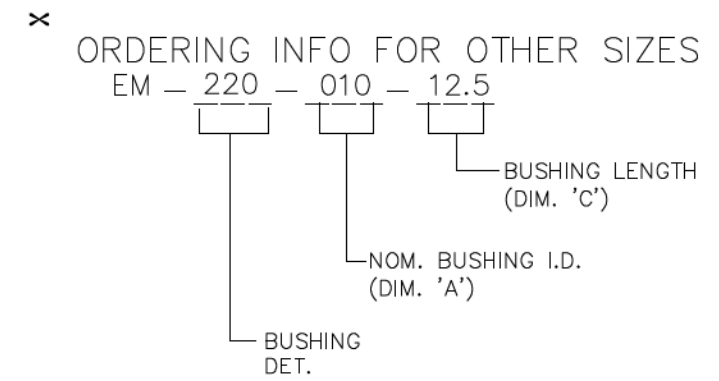 ×
ORDERING INFO FOR OTHER SIZES
EM – 220 – 010 – 12.5
BUSHING LENGTH
(DIM. 'C')
NOM. BUSHING I.D.
(DIM. 'A')
BUSHING
DET.